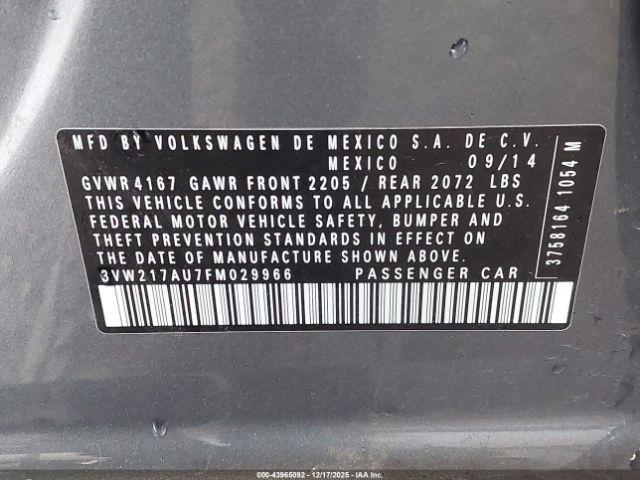 MFD BY VOLKSWAGEN DE MEXICO S.A. DE C.V.
MEXICO 09/14
GVWR 4167 GAWR FRONT 2205 / REAR 2072 LBS
THIS VEHICLE CONFORMS TO ALL APPLICABLE U.S.
FEDERAL MOTOR VEHICLE SAFETY, BUMPER AND
THEFT PREVENTION STANDARDS IN EFFECT ON
THE DATE OF MANUFACTURE SHOWN ABOVE.
3VW217AU7FM029966 PASSENGER CAR
3758164 1054 M
000-43965092 - 12/17/2025 - IAA Inc.